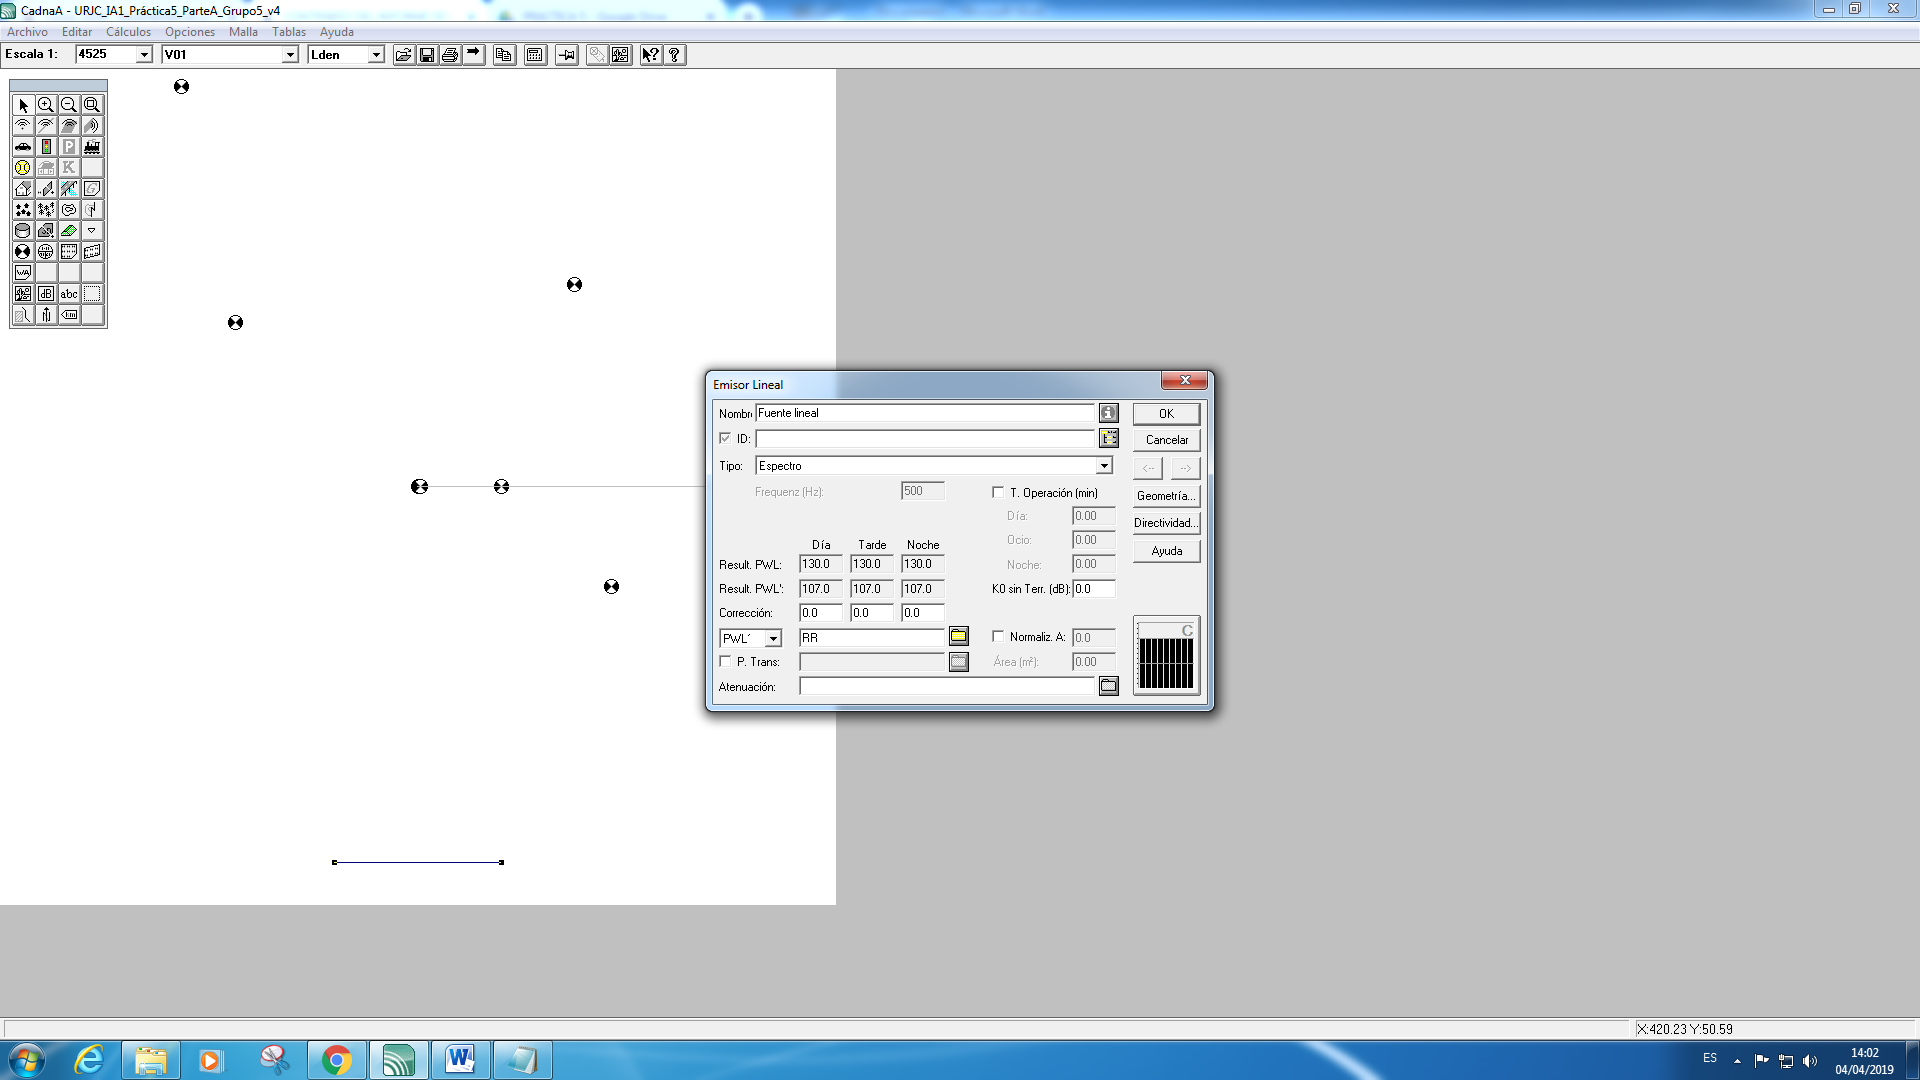 CadnaA - URJC_IA1_Práctica5_ParteA_Grupo5_v4
Archivo Editar Cálculos Opciones Malla Tablas Ayuda
Escala 1: 4525 V01 Lden
P
K
G
VA
dB abc
Emisor Lineal
Nombr Fuente lineal
OK
ID:
Cancelar
Tipo: Espectro
<-- -->
Frequenz (Hz): 500
T. Operación (min)
Geometría...
Día: 0.00
Directividad...
Ocio: 0.00
Día Tarde Noche
Ayuda
Result. PWL: 130.0 130.0 130.0
Noche: 0.00
Result. PWL': 107.0 107.0 107.0
K0 sin Terr. (dB): 0.0
Corrección: 0.0 0.0 0.0
C
PWL´ RR
Normaliz. A: 0.0
P. Trans:
Área (m²): 0.00
Atenuación:
X:420.23 Y:50.59
W
ES
14:02
04/04/2019